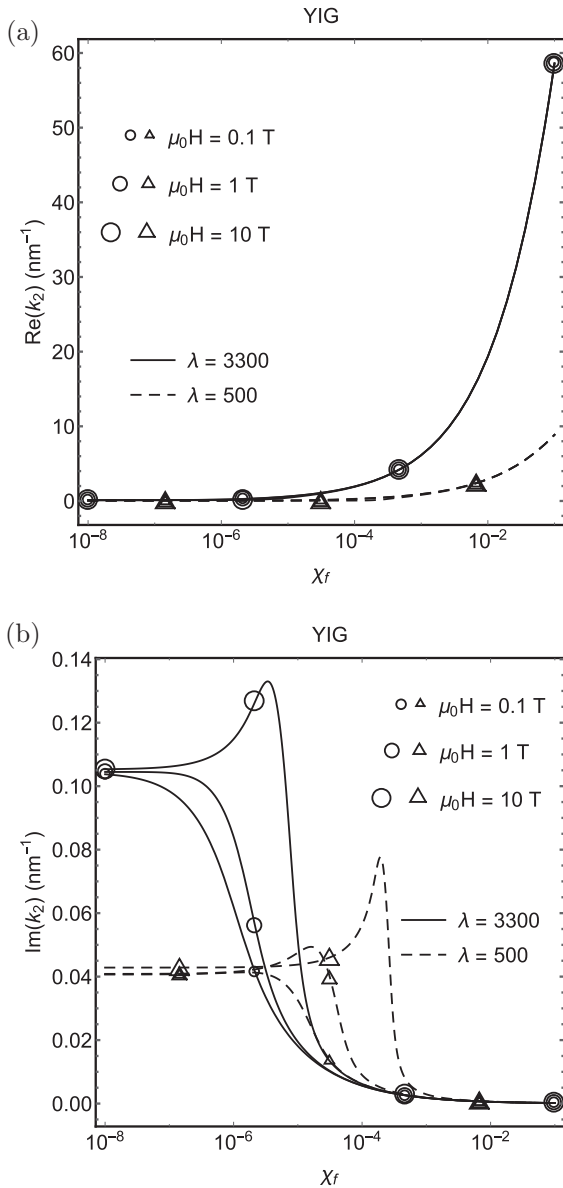 (a)
YIG
Re(k₂) (nm⁻¹)
60
50
40
30
20
10
0
μ₀H = 0.1 T
μ₀H = 1 T
μ₀H = 10 T
λ = 3300
λ = 500
10⁻⁸
10⁻⁶
10⁻⁴
10⁻²
χf
(b)
YIG
Im(k₂) (nm⁻¹)
0.14
0.12
0.10
0.08
0.06
0.04
0.02
0.00
μ₀H = 0.1 T
μ₀H = 1 T
μ₀H = 10 T
λ = 3300
λ = 500
10⁻⁸
10⁻⁶
10⁻⁴
10⁻²
χf